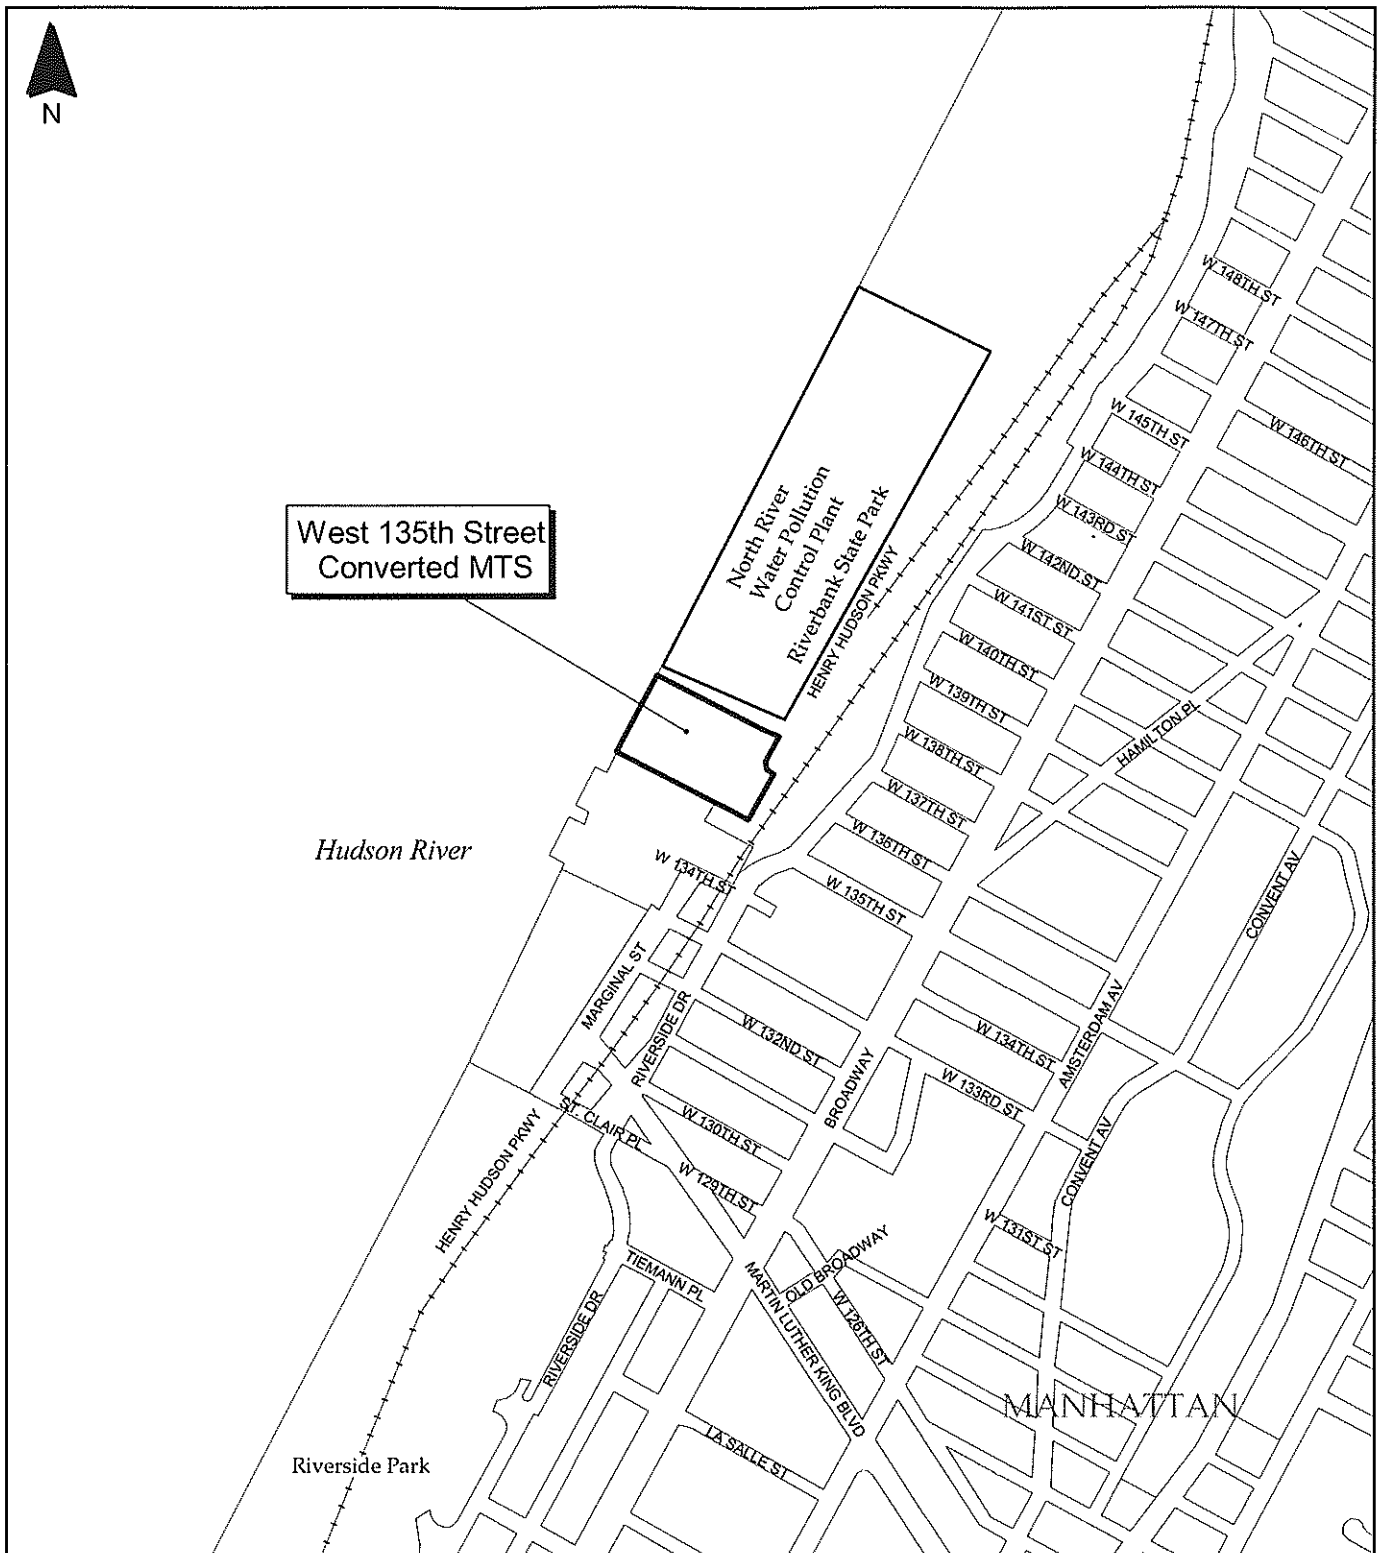 N
W 148TH ST
W 147TH ST
W 145TH ST
W 146TH ST
W 144TH ST
W 143RD ST
W 142ND ST
W 141ST ST
W 140TH ST
W 139TH ST
W 138TH ST
W 137TH ST
W 136TH ST
W 135TH ST
North River
Water Pollution
Control Plant
Riverbank State Park
HENRY HUDSON PKWY
West 135th Street
Converted MTS
HAMILTON PL
Hudson River
W 134TH ST
CONVENT AV
MARGINAL ST
RIVERSIDE DR
W 132ND ST
W 134TH ST
AMSTERDAM AV
BROADWAY
W 133RD ST
ST. CLAIR PL
W 130TH ST
W 129TH ST
CONVENT AV
HENRY HUDSON PKWY
W 131ST ST
OLD BROADWAY
TIEMANN PL
MARTIN LUTHER KING BLVD
W 126TH ST
RIVERSIDE DR
MANHATTAN
LA SALLE ST
Riverside Park